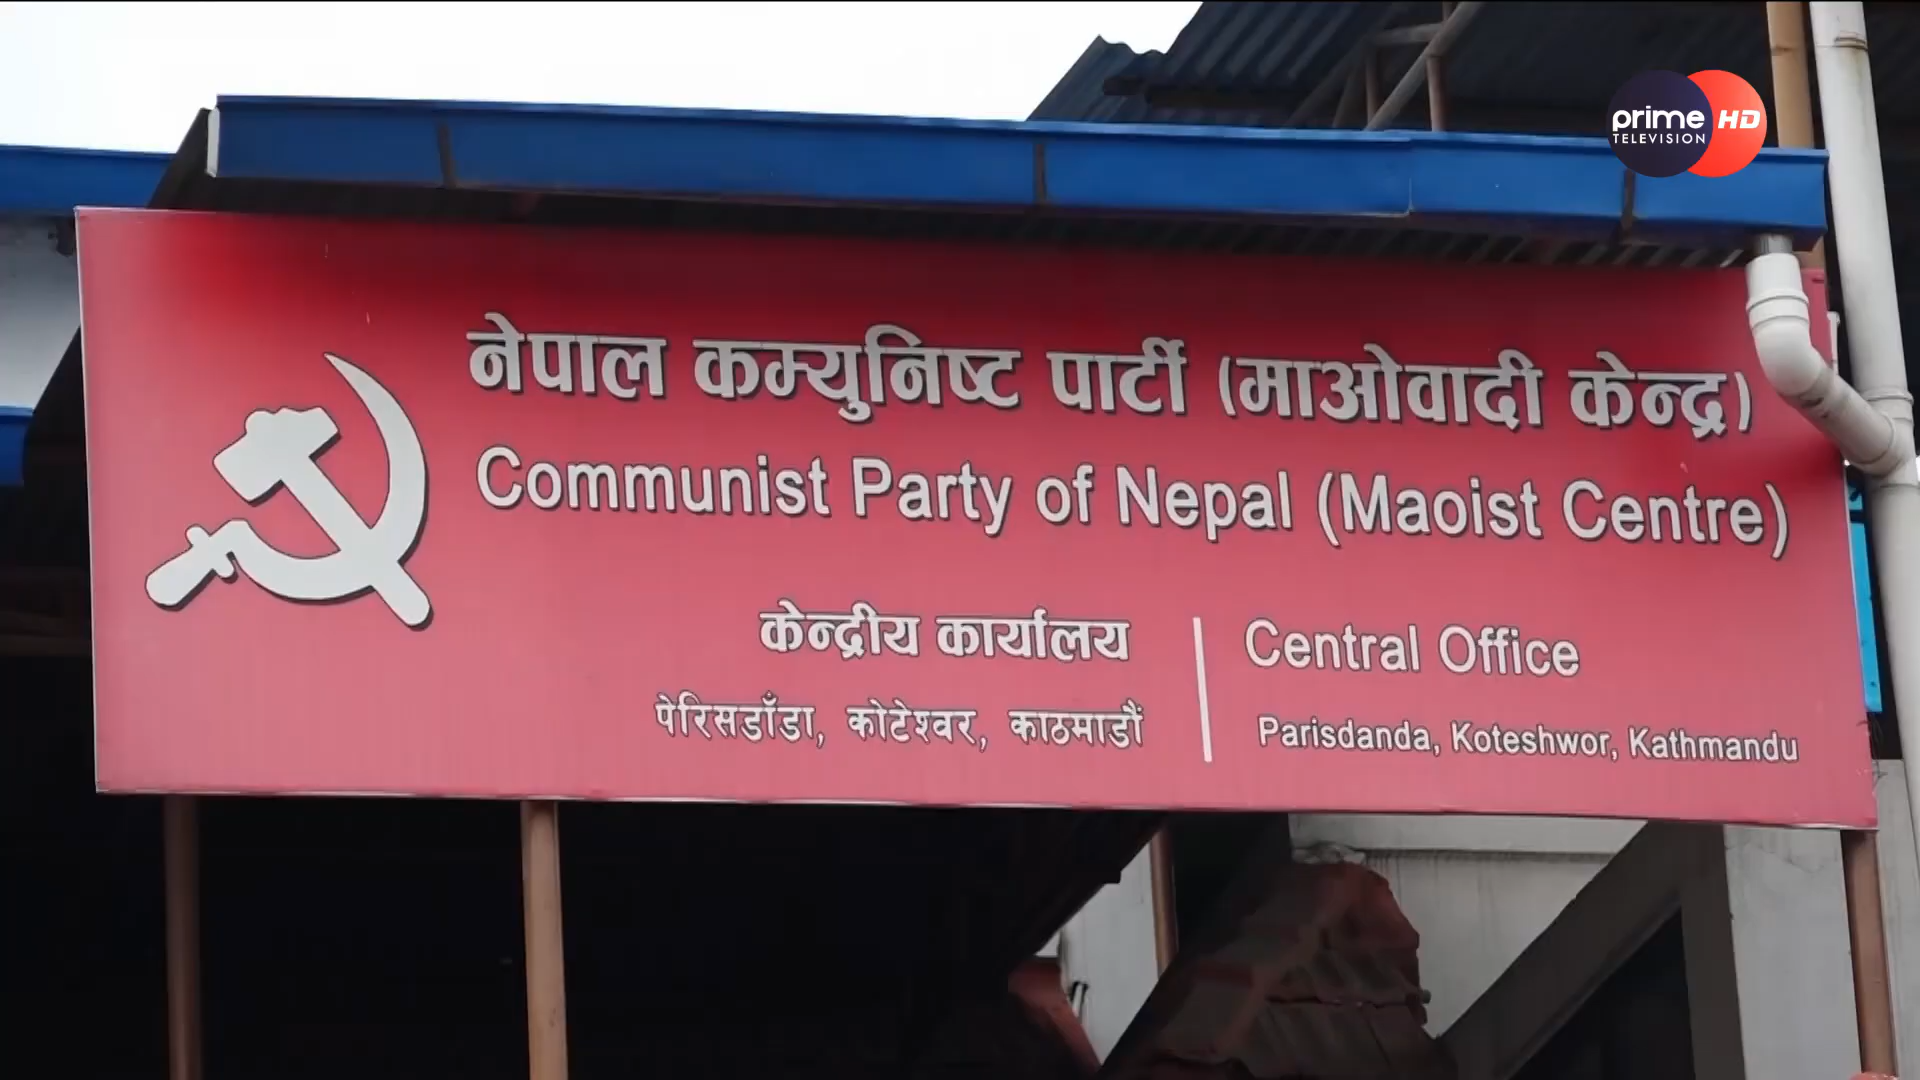 prime HD
TELEVISION
नेपाल कम्युनिष्ट पार्टी (माओवादी केन्द्र)
Communist Party of Nepal (Maoist Centre)
केन्द्रीय कार्यालय
पेरिसडाँडा, कोटेश्वर, काठमाडौं
Central Office
Parisdanda, Koteshwor, Kathmandu